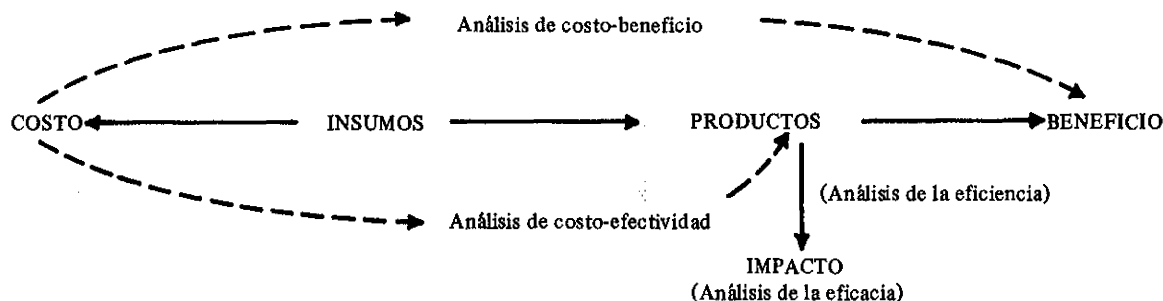 Análisis de costo-beneficio
COSTO INSUMOS PRODUCTOS BENEFICIO
(Análisis de la eficiencia)
Análisis de costo-efectividad
IMPACTO
(Análisis de la eficacia)